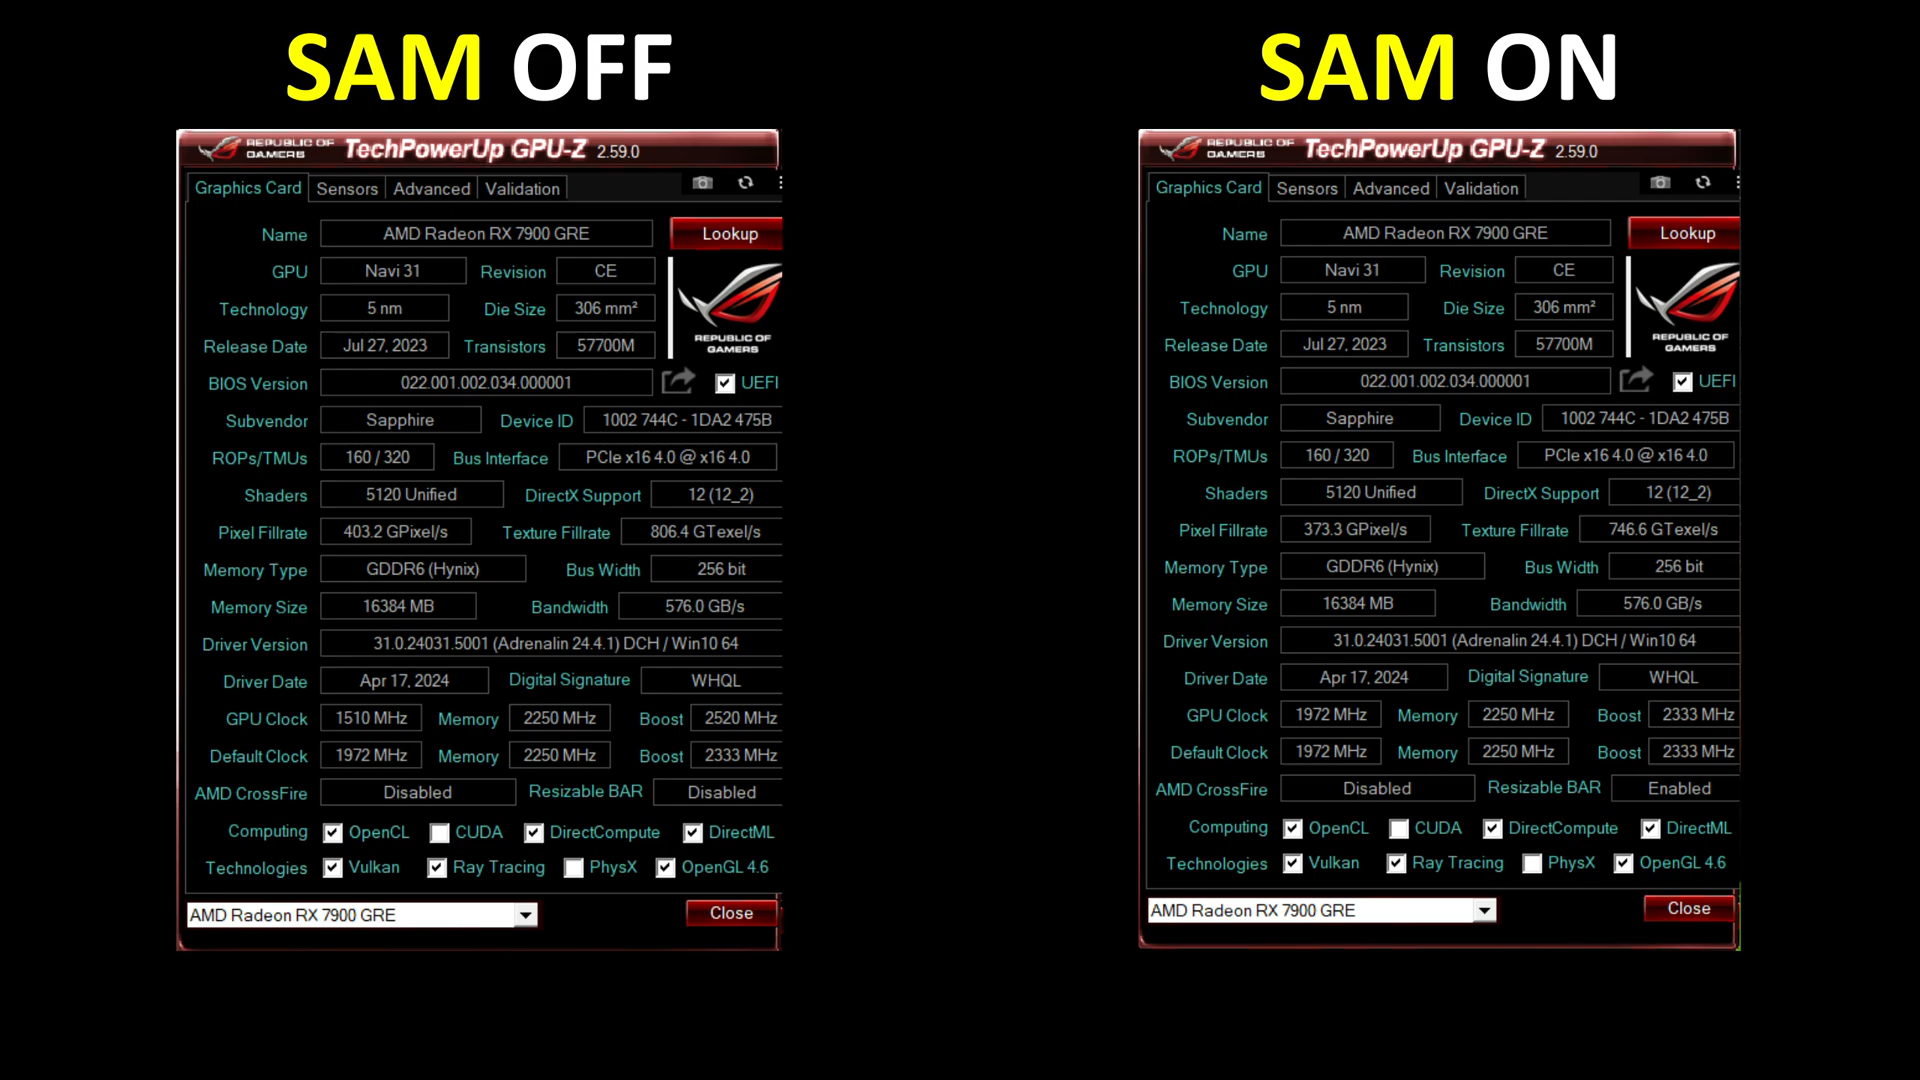 SAM OFF
REPUBLIC OF GAMERS TechPowerUp GPU-Z 2.59.0
Graphics Card Sensors Advanced Validation
Name AMD Radeon RX 7900 GRE Lookup
GPU Navi 31 Revision CE
Technology 5 nm Die Size 306 mm²
Release Date Jul 27, 2023 Transistors 57700M
REPUBLIC OF GAMERS
BIOS Version 022.001.002.034.000001 UEFI
Subvendor Sapphire Device ID 1002 744C - 1DA2 475B
ROPs/TMUs 160 / 320 Bus Interface PCIe x16 4.0 @ x16 4.0
Shaders 5120 Unified DirectX Support 12 (12_2)
Pixel Fillrate 403.2 GPixel/s Texture Fillrate 806.4 GTexel/s
Memory Type GDDR6 (Hynix) Bus Width 256 bit
Memory Size 16384 MB Bandwidth 576.0 GB/s
Driver Version 31.0.24031.5001 (Adrenalin 24.4.1) DCH / Win10 64
Driver Date Apr 17, 2024 Digital Signature WHQL
GPU Clock 1510 MHz Memory 2250 MHz Boost 2520 MHz
Default Clock 1972 MHz Memory 2250 MHz Boost 2333 MHz
AMD CrossFire Disabled Resizable BAR Disabled
Computing OpenCL CUDA DirectCompute DirectML
Technologies Vulkan Ray Tracing PhysX OpenGL 4.6
AMD Radeon RX 7900 GRE Close
SAM ON
REPUBLIC OF GAMERS TechPowerUp GPU-Z 2.59.0
Graphics Card Sensors Advanced Validation
Name AMD Radeon RX 7900 GRE Lookup
GPU Navi 31 Revision CE
Technology 5 nm Die Size 306 mm²
Release Date Jul 27, 2023 Transistors 57700M
REPUBLIC OF GAMERS
BIOS Version 022.001.002.034.000001 UEFI
Subvendor Sapphire Device ID 1002 744C - 1DA2 475B
ROPs/TMUs 160 / 320 Bus Interface PCIe x16 4.0 @ x16 4.0
Shaders 5120 Unified DirectX Support 12 (12_2)
Pixel Fillrate 373.3 GPixel/s Texture Fillrate 746.6 GTexel/s
Memory Type GDDR6 (Hynix) Bus Width 256 bit
Memory Size 16384 MB Bandwidth 576.0 GB/s
Driver Version 31.0.24031.5001 (Adrenalin 24.4.1) DCH / Win10 64
Driver Date Apr 17, 2024 Digital Signature WHQL
GPU Clock 1972 MHz Memory 2250 MHz Boost 2333 MHz
Default Clock 1972 MHz Memory 2250 MHz Boost 2333 MHz
AMD CrossFire Disabled Resizable BAR Enabled
Computing OpenCL CUDA DirectCompute DirectML
Technologies Vulkan Ray Tracing PhysX OpenGL 4.6
AMD Radeon RX 7900 GRE Close